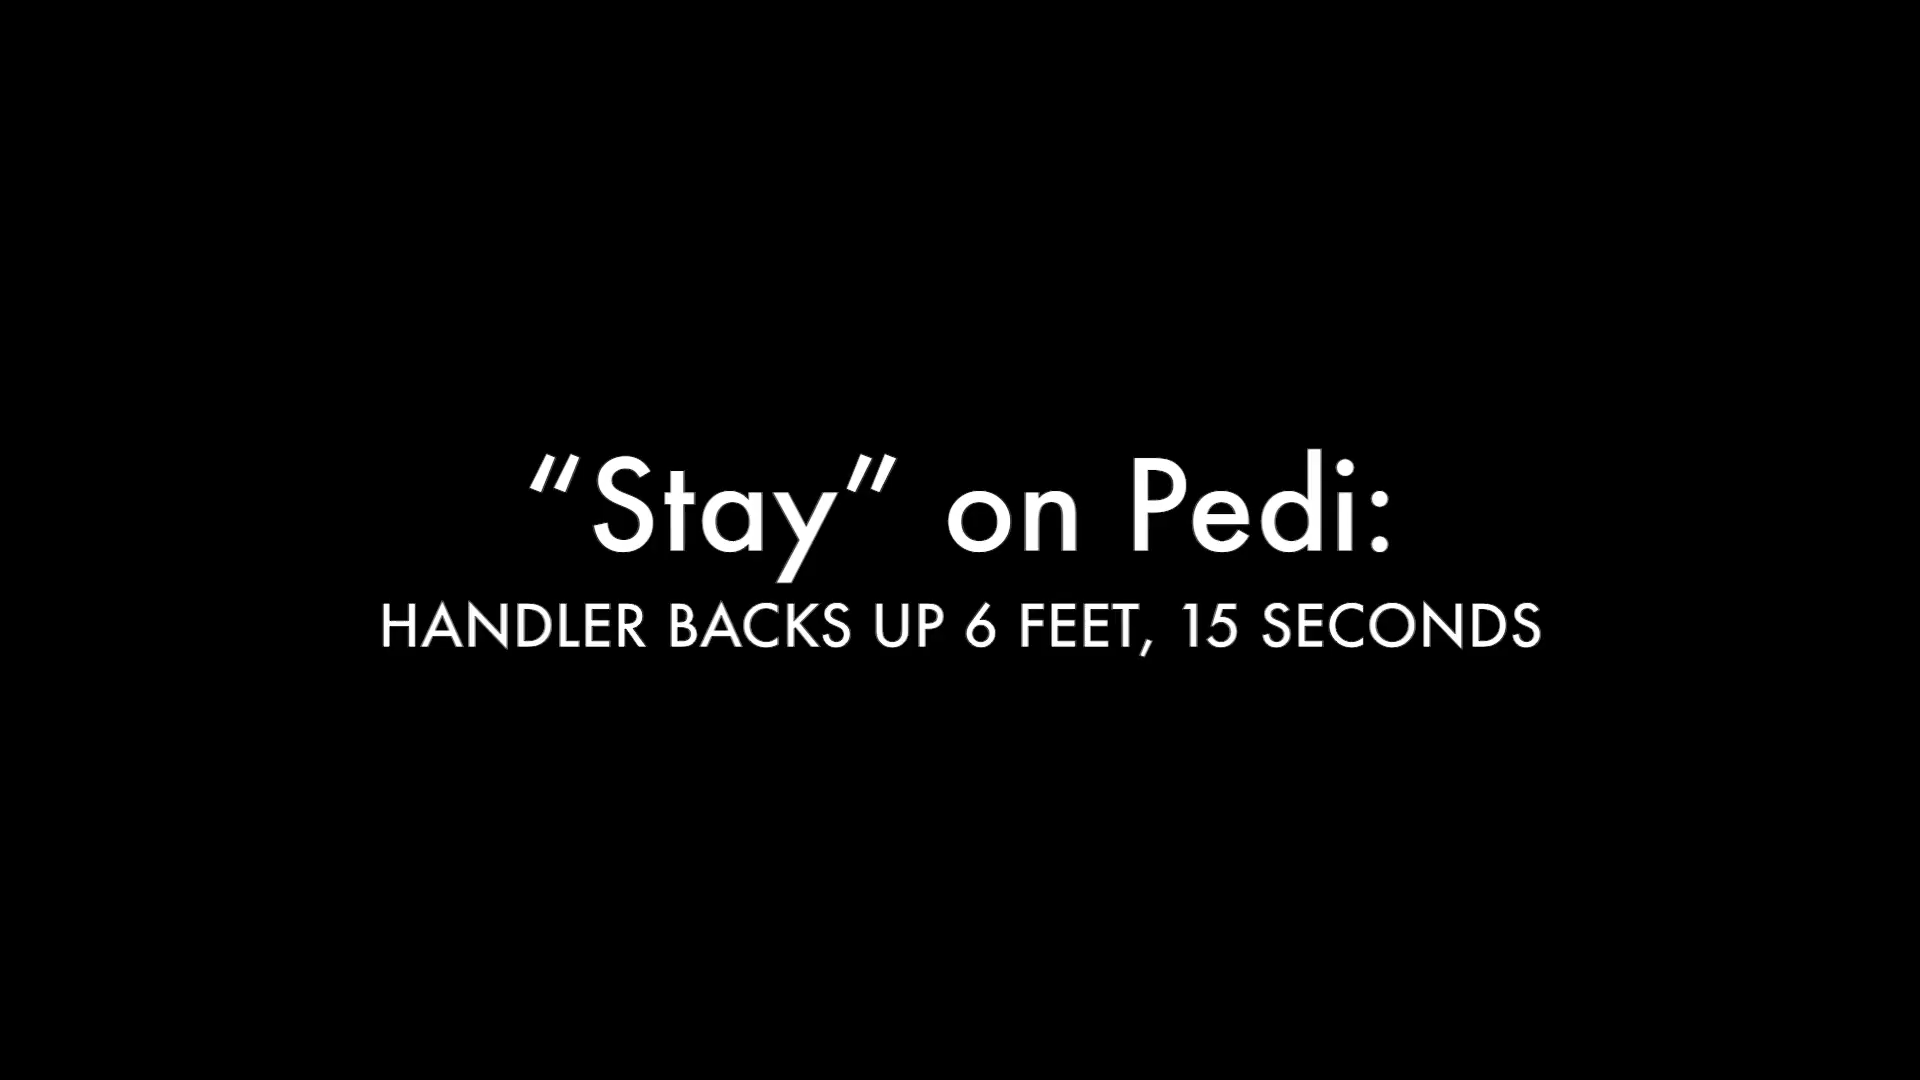 “Stay” on Pedi:
HANDLER BACKS UP 6 FEET, 15 SECONDS